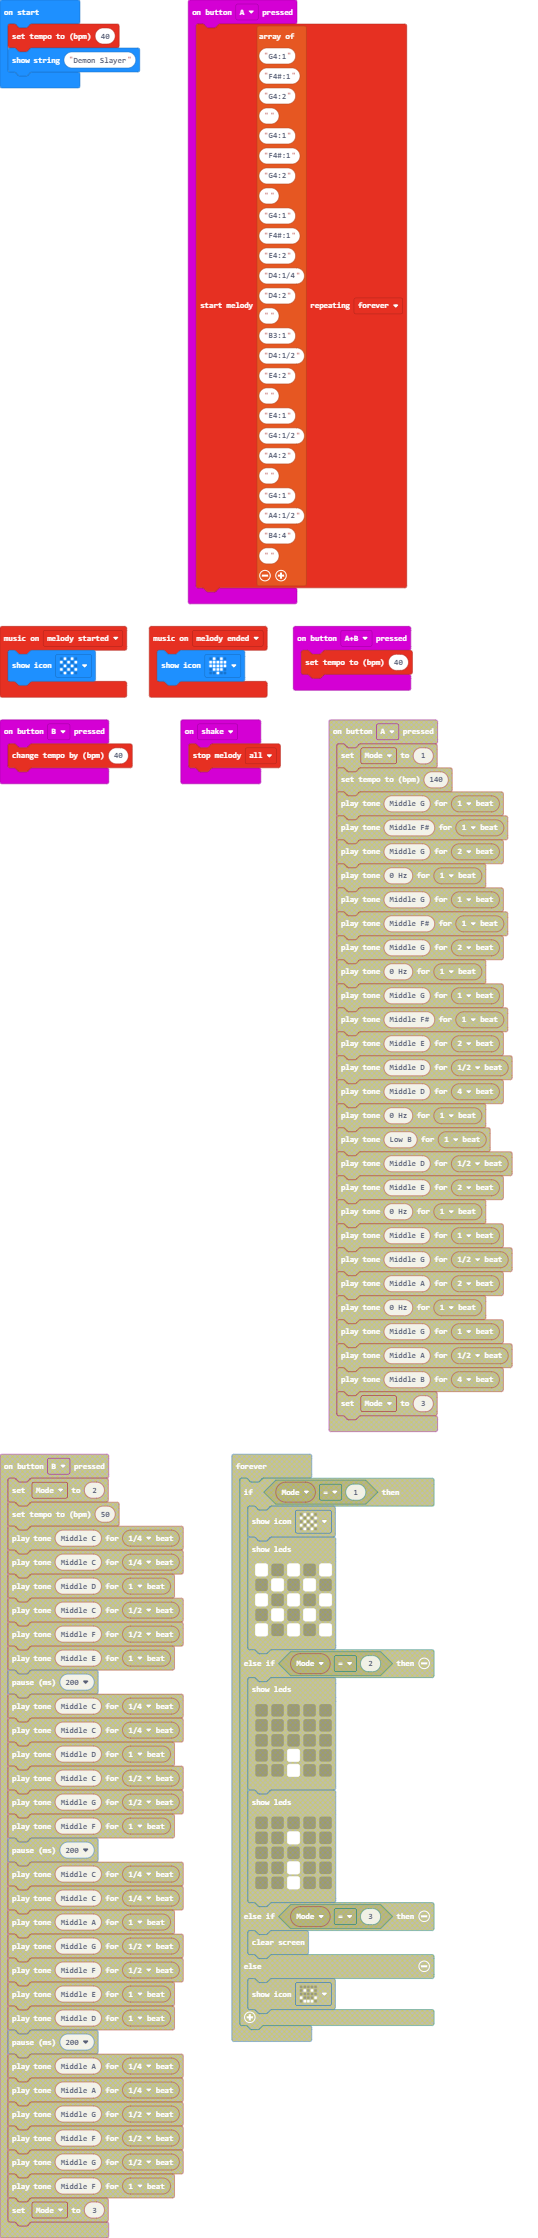 on start
set tempo to (bpm) 40
show string "Demon Slayer"
on button A pressed
array of
"G4:1"
"F4#:1"
"G4:2"
" "
"G4:1"
"F4#:1"
"G4:2"
" "
"G4:1"
"F4#:1"
"E4:2"
"D4:1/4"
"D4:2"
start melody repeating forever
" "
"B3:1"
"D4:1/2"
"E4:2"
" "
"E4:1"
"G4:1/2"
"A4:2"
" "
"G4:1"
"A4:1/2"
"B4:4"
" "
music on melody started
show icon
music on melody ended
show icon
on button A+B pressed
set tempo to (bpm) 40
on button B pressed
change tempo by (bpm) 40
on shake
stop melody all
on button A pressed
set Mode to 1
set tempo to (bpm) 140
play tone Middle G for 1 beat
play tone Middle F# for 1 beat
play tone Middle G for 2 beat
play tone 0 Hz for 1 beat
play tone Middle G for 1 beat
play tone Middle F# for 1 beat
play tone Middle G for 2 beat
play tone 0 Hz for 1 beat
play tone Middle G for 1 beat
play tone Middle F# for 1 beat
play tone Middle E for 2 beat
play tone Middle D for 1/2 beat
play tone Middle D for 4 beat
play tone 0 Hz for 1 beat
play tone Low B for 1 beat
play tone Middle D for 1/2 beat
play tone Middle E for 2 beat
play tone 0 Hz for 1 beat
play tone Middle E for 1 beat
play tone Middle G for 1/2 beat
play tone Middle A for 2 beat
play tone 0 Hz for 1 beat
play tone Middle G for 1 beat
play tone Middle A for 1/2 beat
play tone Middle B for 4 beat
set Mode to 3
on button B pressed
set Mode to 2
set tempo to (bpm) 50
play tone Middle C for 1/4 beat
play tone Middle C for 1/4 beat
play tone Middle D for 1 beat
play tone Middle C for 1/2 beat
play tone Middle F for 1/2 beat
play tone Middle E for 1 beat
pause (ms) 200
play tone Middle C for 1/4 beat
play tone Middle C for 1/4 beat
play tone Middle D for 1 beat
play tone Middle C for 1/2 beat
play tone Middle G for 1/2 beat
play tone Middle F for 1 beat
pause (ms) 200
play tone Middle C for 1/4 beat
play tone Middle C for 1/4 beat
play tone Middle A for 1 beat
play tone Middle G for 1/2 beat
play tone Middle F for 1/2 beat
play tone Middle E for 1 beat
play tone Middle D for 1 beat
pause (ms) 200
play tone Middle A for 1/4 beat
play tone Middle A for 1/4 beat
play tone Middle G for 1/2 beat
play tone Middle F for 1/2 beat
play tone Middle G for 1/2 beat
play tone Middle F for 1 beat
set Mode to 3
forever
if Mode = 1 then
show icon
show leds
else if Mode = 2 then
show leds
show leds
else if Mode = 3 then
clear screen
else
show icon